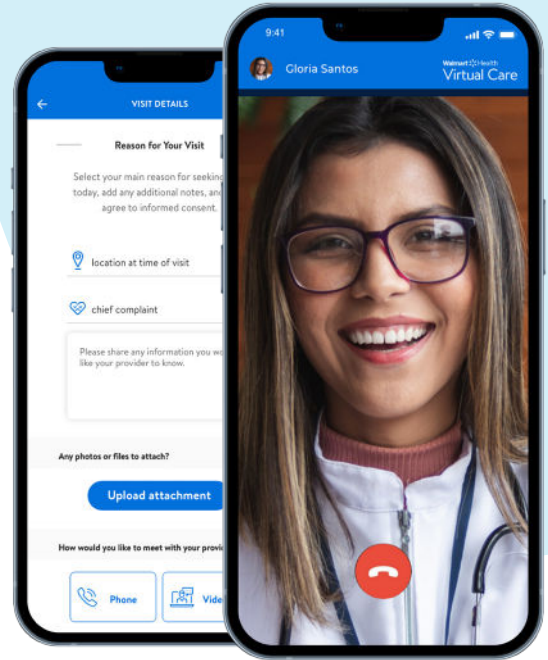 VISIT DETAILS
Reason for Your Visit
Select your main reason for seeking
today, add any additional notes, and
agree to informed consent.
location at time of visit
chief complaint
Please share any information you
like your provider to know.
Any photos or files to attach?
Upload attachment
How would you like to meet with your
Phone
9:41
Gloria Santos
Walmart Health
Virtual Care